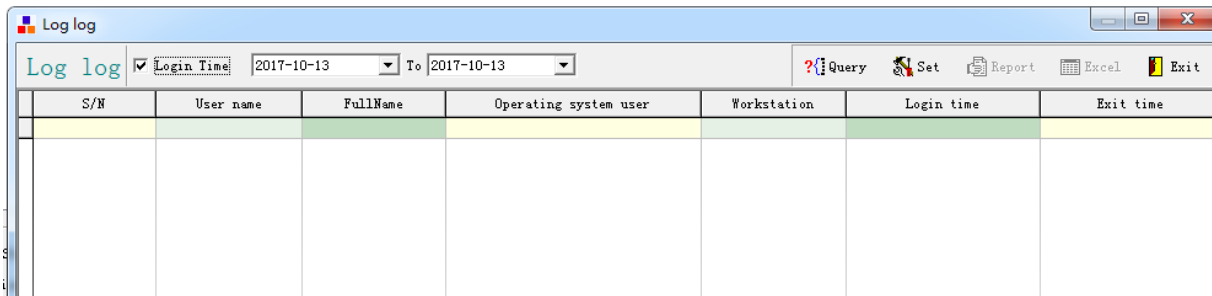 Log log
Log log Login Time 2017-10-13 To 2017-10-13 Query Set Report Excel Exit
S/N User name FullName Operating system user Workstation Login time Exit time